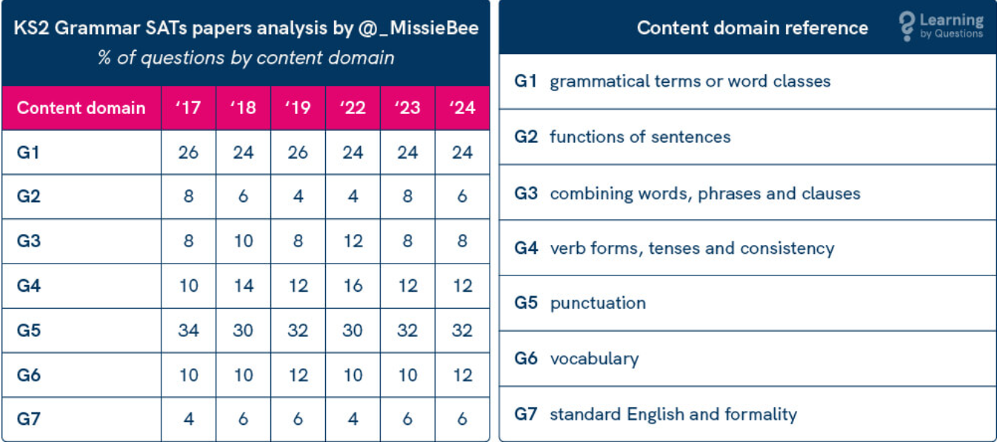 KS2 Grammar SATs papers analysis by @_MissieBee
% of questions by content domain
Content domain ‘17 ‘18 ‘19 ‘22 ‘23 ‘24
G1 26 24 26 24 24 24
G2 8 6 4 4 8 6
G3 8 10 8 12 8 8
G4 10 14 12 16 12 12
G5 34 30 32 30 32 32
G6 10 10 12 10 10 12
G7 4 6 6 4 6 6
Content domain reference
Learning
by Questions
G1 grammatical terms or word classes
G2 functions of sentences
G3 combining words, phrases and clauses
G4 verb forms, tenses and consistency
G5 punctuation
G6 vocabulary
G7 standard English and formality